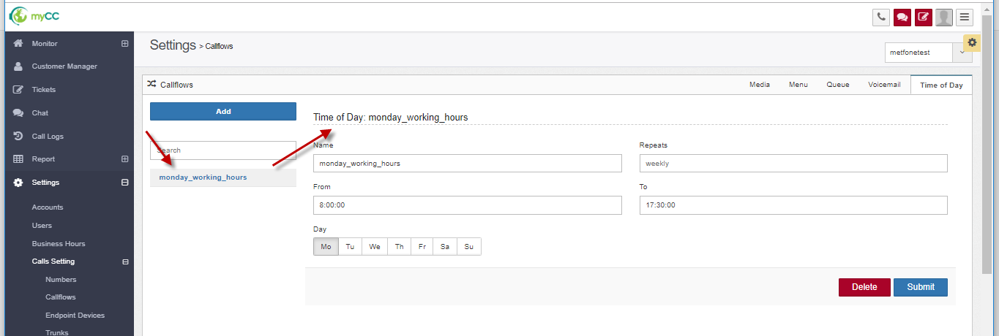 myCC
Monitor
Customer Manager
Tickets
Chat
Call Logs
Report
Settings
Accounts
Users
Business Hours
Calls Setting
Numbers
Callflows
Endpoint Devices
Trunks
Settings > Callflows
metfonetest
Callflows
Media Menu Queue Voicemail Time of Day
Add
Search
monday_working_hours
Time of Day: monday_working_hours
Name Repeats
monday_working_hours weekly
From To
8:00:00 17:30:00
Day
Mo Tu We Th Fr Sa Su
Delete Submit